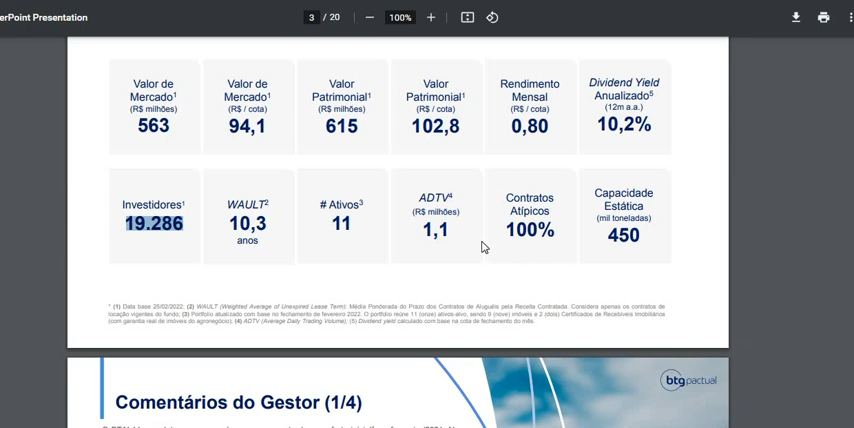 erPoint Presentation
3 / 20
100%
Valor de
Mercado¹
(R$ milhões)
563
Valor de
Mercado¹
(R$ / cota)
94,1
Valor
Patrimonial¹
(R$ milhões)
615
Valor
Patrimonial¹
(R$ / cota)
102,8
Rendimento
Mensal
(R$ / cota)
0,80
Dividend Yield
Anualizado⁵
(12m a.a.)
10,2%
Investidores¹
19.286
WAULT²
10,3
anos
# Ativos³
11
ADTV⁴
(R$ milhões)
1,1
Contratos
Atípicos
100%
Capacidade
Estática
(mil toneladas)
450
(1) Data base 25/02/2022; (2) WAULT (Weighted Average of Unexpired Lease Term): Média Ponderada do Prazo dos Contratos de Aluguéis pela Receita Contratada. Considera apenas os contratos de
locação vigentes do fundo; (3) Portfólio atualizado com base no fechamento de fevereiro 2022. O portfólio reúne 11 (onze) ativos-alvo, sendo 9 (nove) imóveis e 2 (dois) Certificados de Recebíveis Imobiliários
(com garantia real de imóveis do agronegócio); (4) ADTV (Average Daily Trading Volume), (5) Dividend yield calculado com base na cota de fechamento do mês.
btgpactual
Comentários do Gestor (1/4)